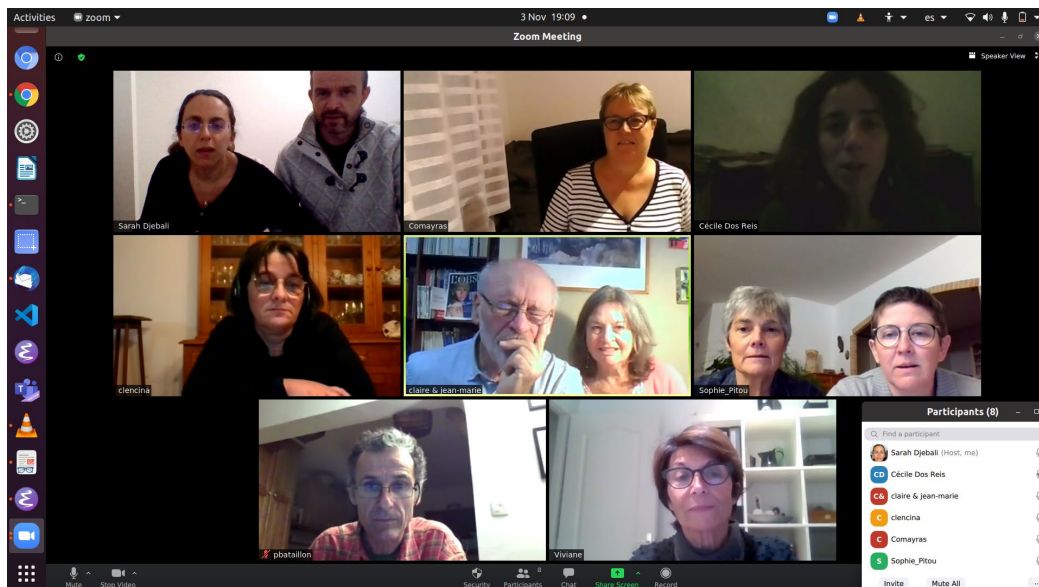 Activities
zoom
3 Nov 19:09
es
Zoom Meeting
Speaker View
Sarah Djebali
Comayras
Cécile Dos Reis
clencina
L'OBS
claire & jean-marie
Sophie_Pitou
pbataillon
Viviane
Participants (8)
Find a participant
Sarah Djebali (Host, me)
CD Cécile Dos Reis
C& claire & jean-marie
C clencina
C Comayras
S Sophie_Pitou
Invite
Mute All
Mute
Stop Video
Security
Participants
8
Chat
Share Screen
Record